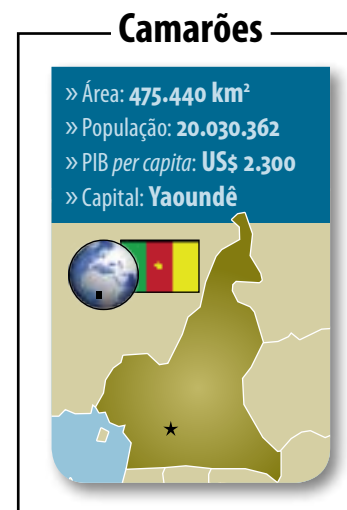 Camarões
» Área: 475.440 km²
» População: 20.030.362
» PIB per capita: US$ 2.300
» Capital: Yaoundê